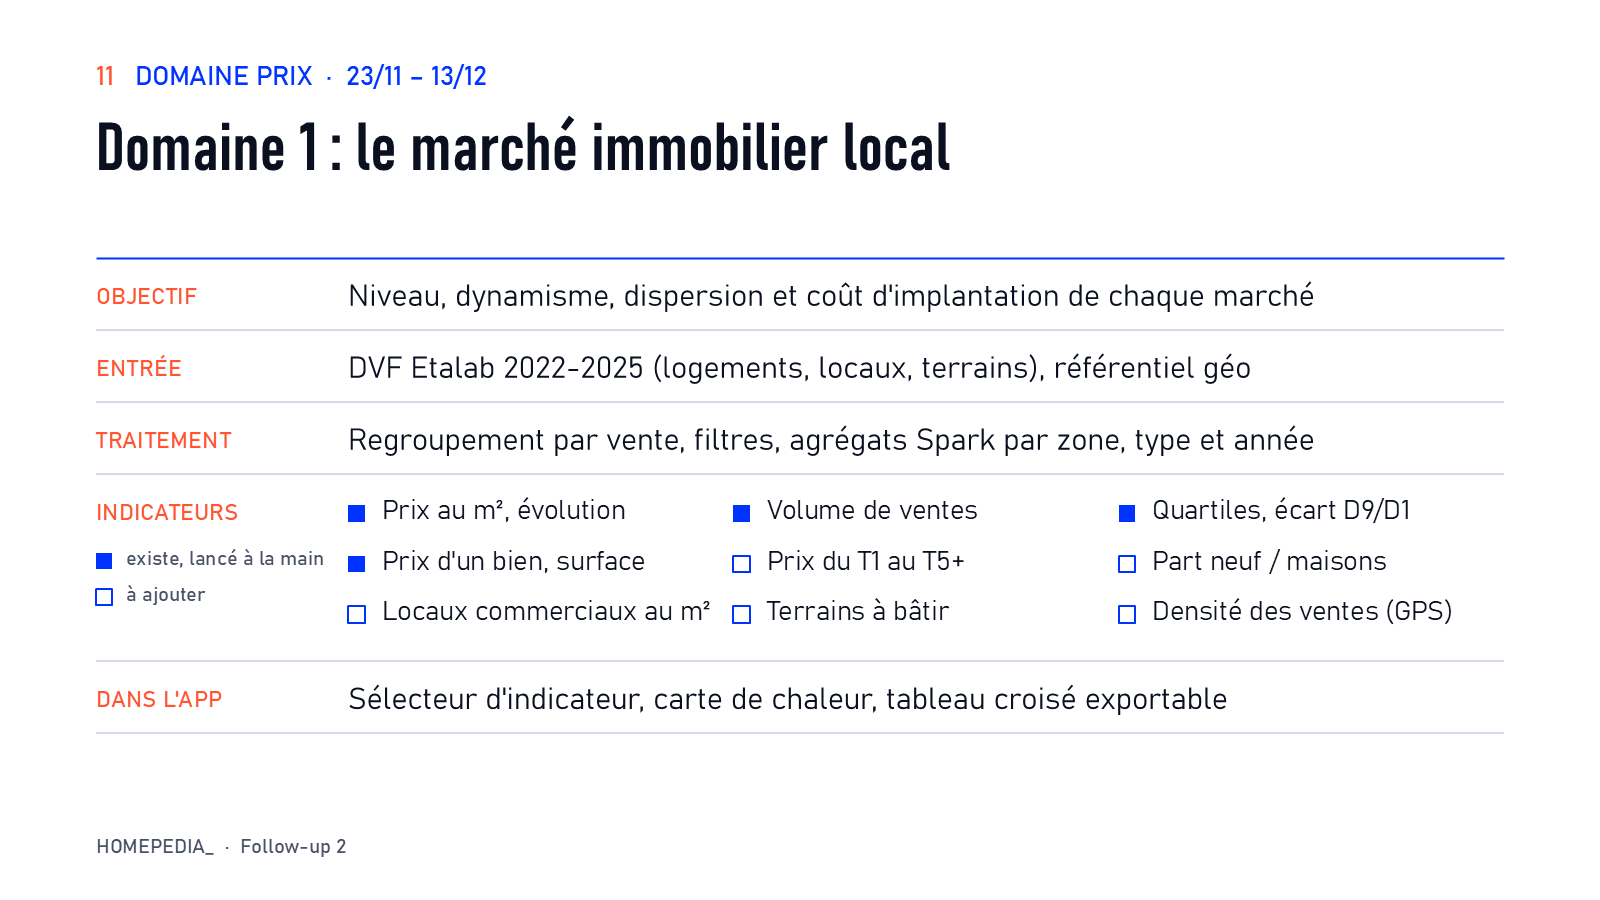 11 DOMAINE PRIX · 23/11 – 13/12
Domaine 1 : le marché immobilier local
OBJECTIF Niveau, dynamisme, dispersion et coût d'implantation de chaque marché
ENTRÉE DVF Etalab 2022-2025 (logements, locaux, terrains), référentiel géo
TRAITEMENT Regroupement par vente, filtres, agrégats Spark par zone, type et année
INDICATEURS Prix au m², évolution Volume de ventes Quartiles, écart D9/D1
existe, lancé à la main Prix d'un bien, surface Prix du T1 au T5+ Part neuf / maisons
à ajouter Locaux commerciaux au m² Terrains à bâtir Densité des ventes (GPS)
DANS L'APP Sélecteur d'indicateur, carte de chaleur, tableau croisé exportable
HOMEPEDIA_ · Follow-up 2